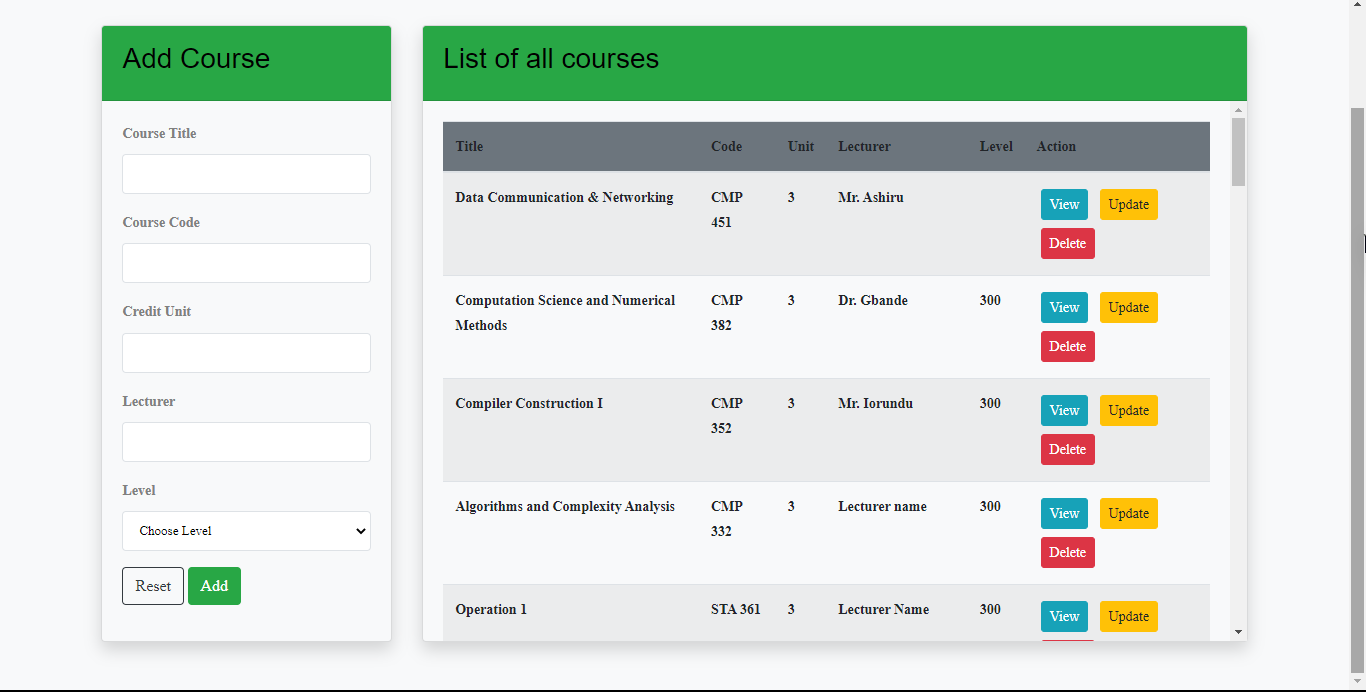 Add Course
Course Title
Course Code
Credit Unit
Lecturer
Level
Choose Level
Reset Add
List of all courses
Title Code Unit Lecturer Level Action
Data Communication & Networking CMP 3 Mr. Ashiru View Update
451
Delete
Computation Science and Numerical CMP 3 Dr. Gbande 300 View Update
Methods 382
Delete
Compiler Construction I CMP 3 Mr. Iorundu 300 View Update
352
Delete
Algorithms and Complexity Analysis CMP 3 Lecturer name 300 View Update
332
Delete
Operation 1 STA 361 3 Lecturer Name 300 View Update